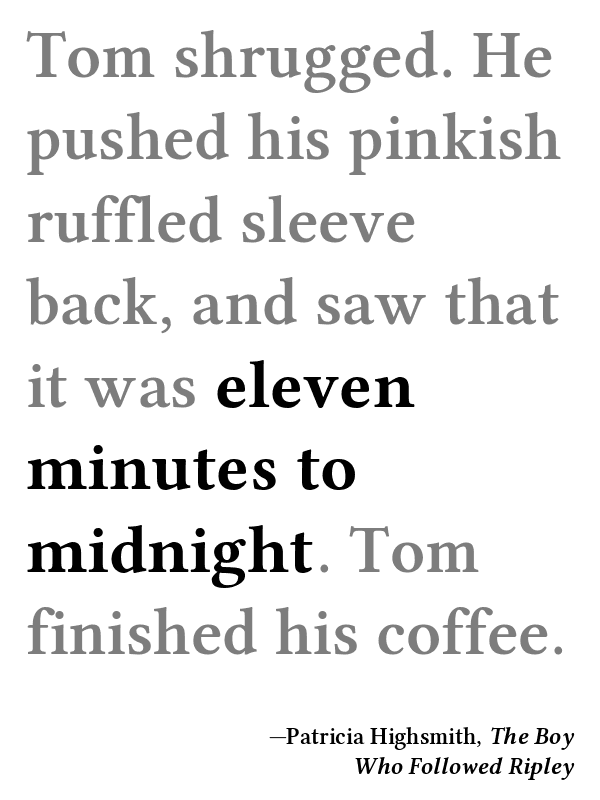 Tom shrugged. He
pushed his pinkish
ruffled sleeve
back, and saw that
it was eleven
minutes to
midnight. Tom
finished his coffee.
—Patricia Highsmith, The Boy
Who Followed Ripley